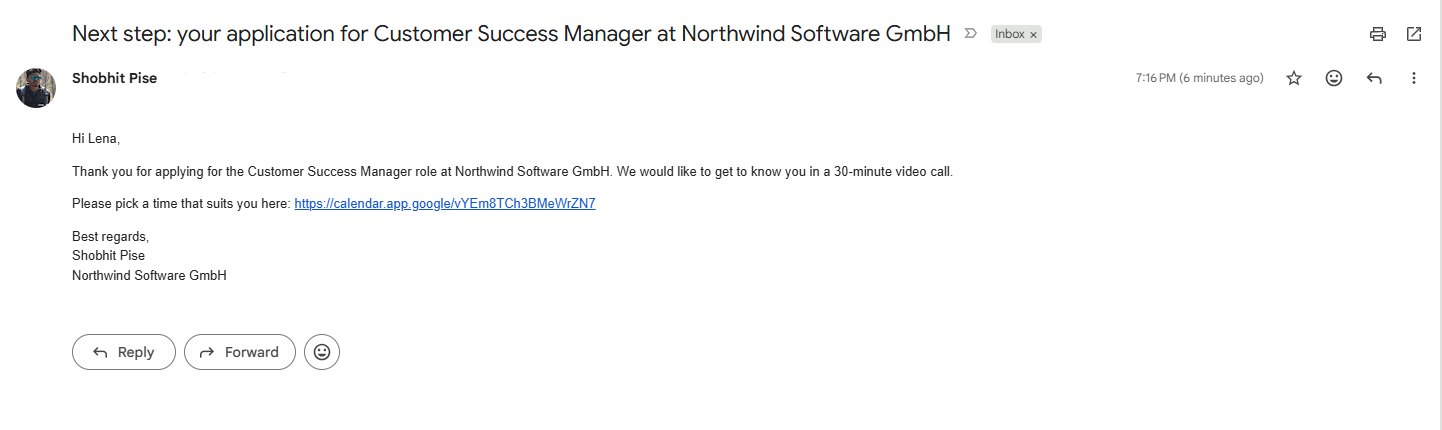 Next step: your application for Customer Success Manager at Northwind Software GmbH Inbox x
Shobhit Pise 7:16 PM (6 minutes ago)
Hi Lena,
Thank you for applying for the Customer Success Manager role at Northwind Software GmbH. We would like to get to know you in a 30-minute video call.
Please pick a time that suits you here: https://calendar.app.google/vYEm8TCh3BMeWrZN7
Best regards,
Shobhit Pise
Northwind Software GmbH
Reply Forward